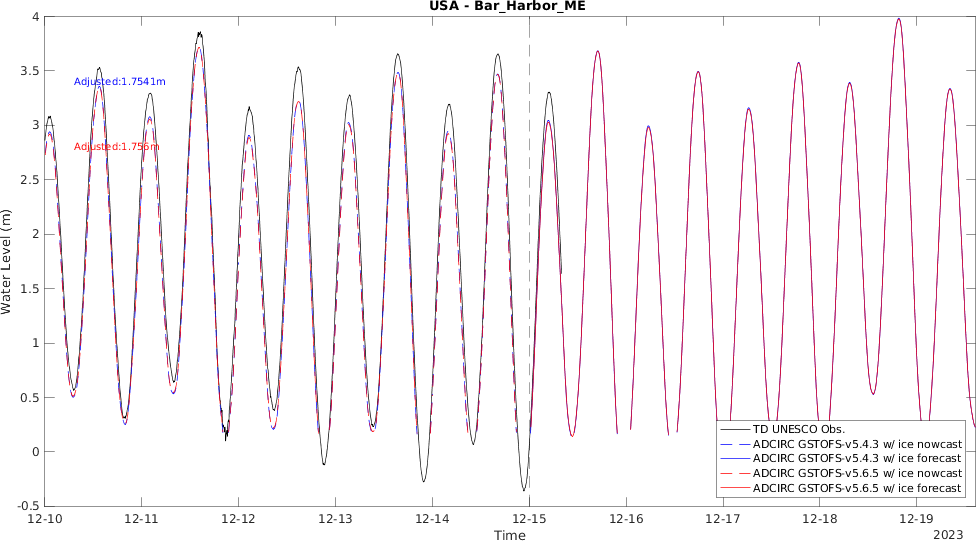 USA - Bar_Harbor_ME
4
3.5
3
2.5
2
1.5
1
0.5
0
-0.5
Water Level (m)
Adjusted:1.7541m
Adjusted:1.756m
TD UNESCO Obs.
ADCIRC GSTOFS-v5.4.3 w/ ice nowcast
ADCIRC GSTOFS-v5.4.3 w/ ice forecast
ADCIRC GSTOFS-v5.6.5 w/ ice nowcast
ADCIRC GSTOFS-v5.6.5 w/ ice forecast
12-10 12-11 12-12 12-13 12-14 12-15 12-16 12-17 12-18 12-19
Time
2023